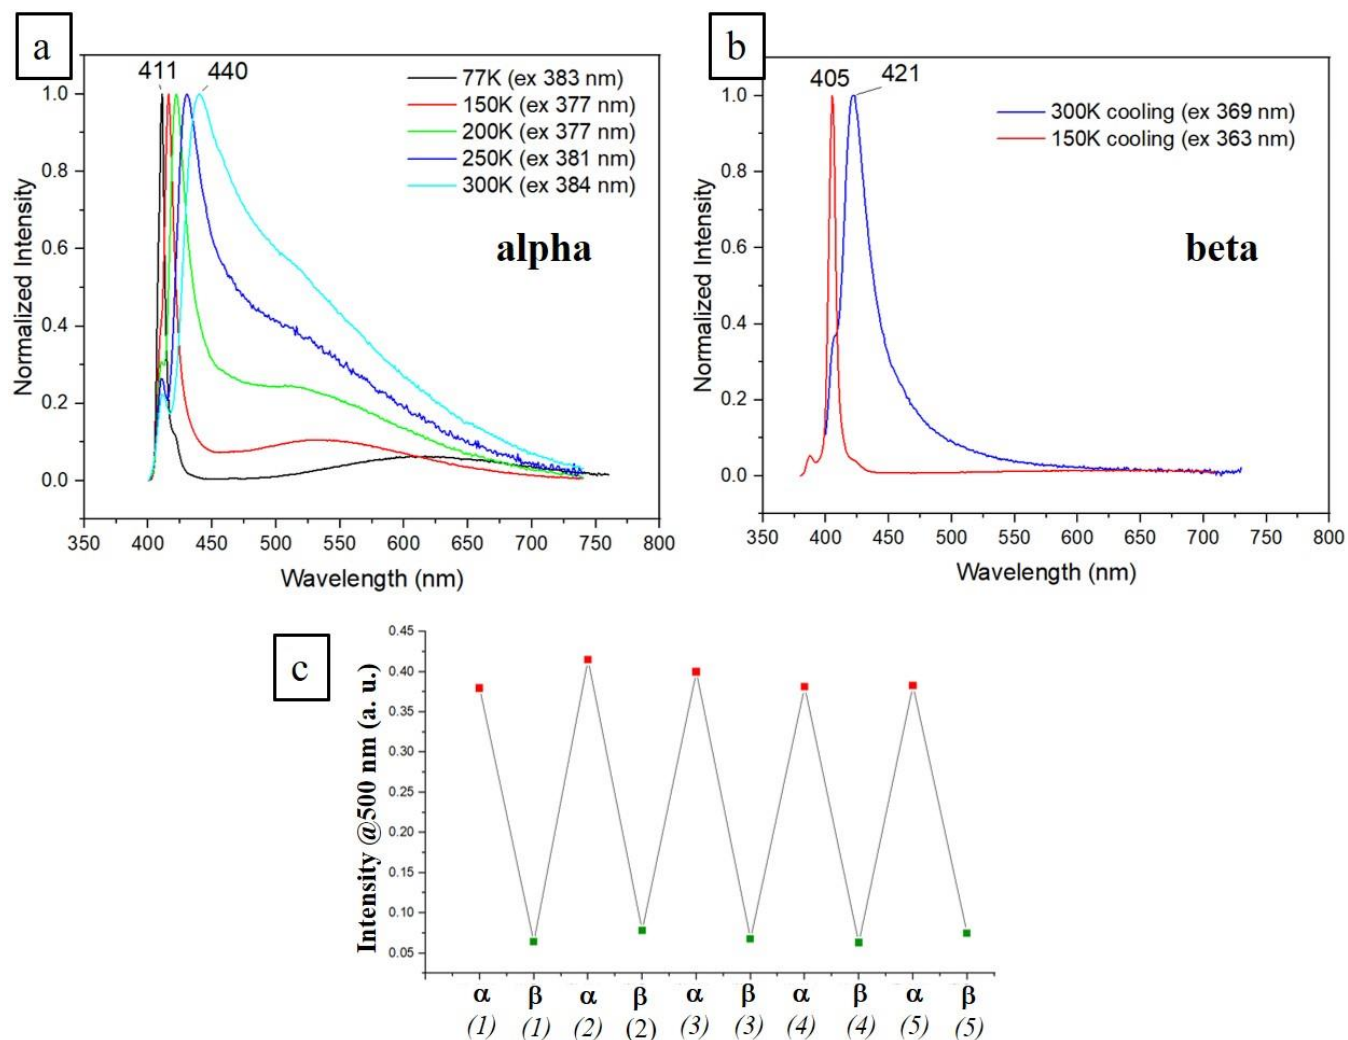 a
411 440
77K (ex 383 nm)
150K (ex 377 nm)
200K (ex 377 nm)
250K (ex 381 nm)
300K (ex 384 nm)
alpha
Normalized Intensity
1.0
0.8
0.6
0.4
0.2
0.0
350 400 450 500 550 600 650 700 750 800
Wavelength (nm)
b
405 421
300K cooling (ex 369 nm)
150K cooling (ex 363 nm)
beta
Normalized Intensity
1.0
0.8
0.6
0.4
0.2
0.0
350 400 450 500 550 600 650 700 750 800
Wavelength (nm)
c
Intensity @500 nm (a. u.)
0.45
0.40
0.35
0.30
0.25
0.20
0.15
0.10
0.05
α β α β α β α β α β
(1) (1) (2) (2) (3) (3) (4) (4) (5) (5)